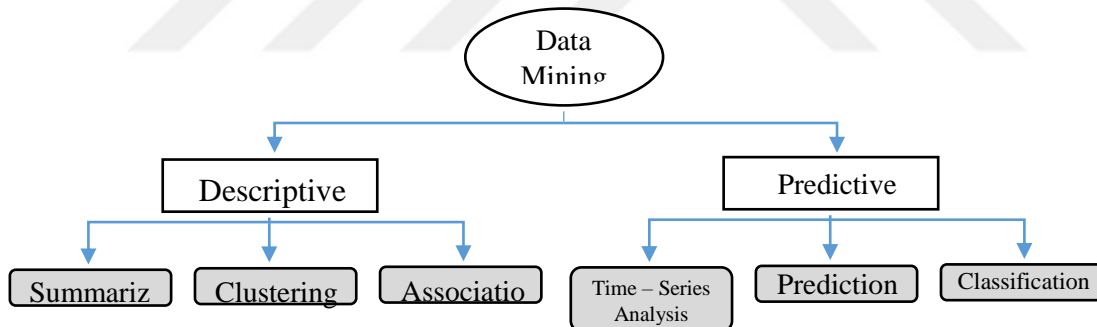 Data
Mining
Descriptive
Predictive
Summariz
Clustering
Associatio
Time – Series
Analysis
Prediction
Classification